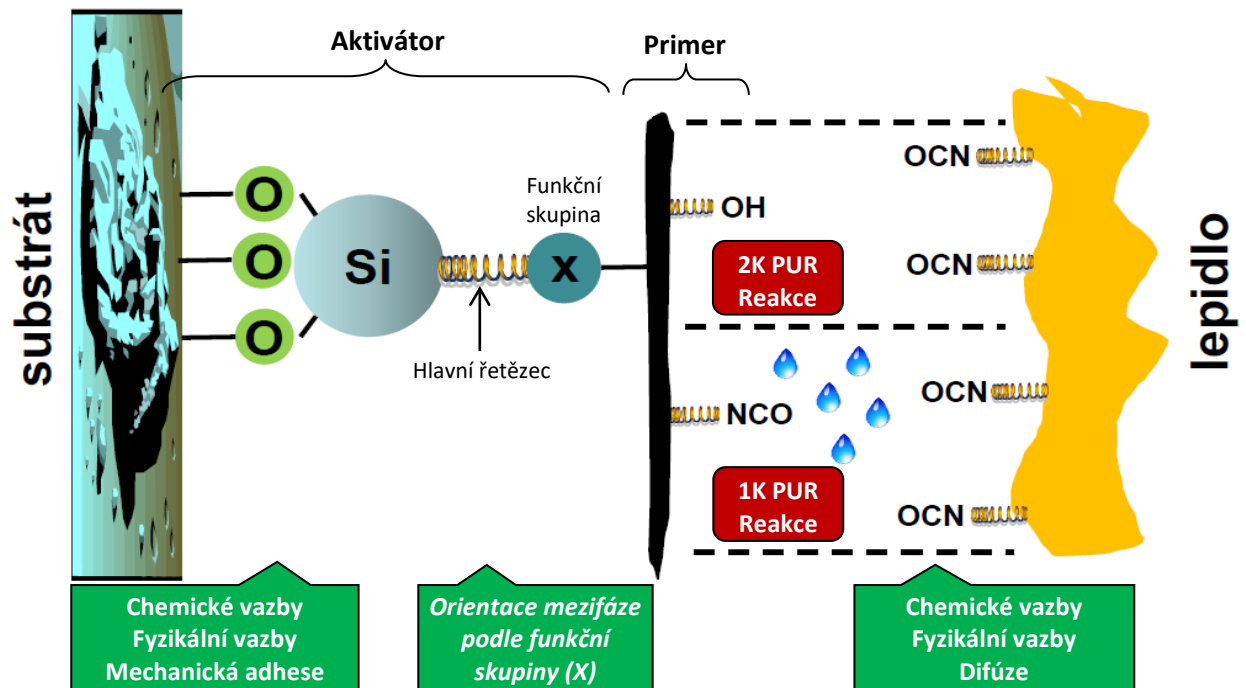 Aktivátor
Primer
substrát
O
O
O
Si
Funkční
skupina
X
Hlavní řetězec
OH
2K PUR
Reakce
NCO
1K PUR
Reakce
OCN
OCN
OCN
OCN
lepidlo
Chemické vazby
Fyzikální vazby
Mechanická adhese
Orientace mezifáze
podle funkční
skupiny (X)
Chemické vazby
Fyzikální vazby
Difúze